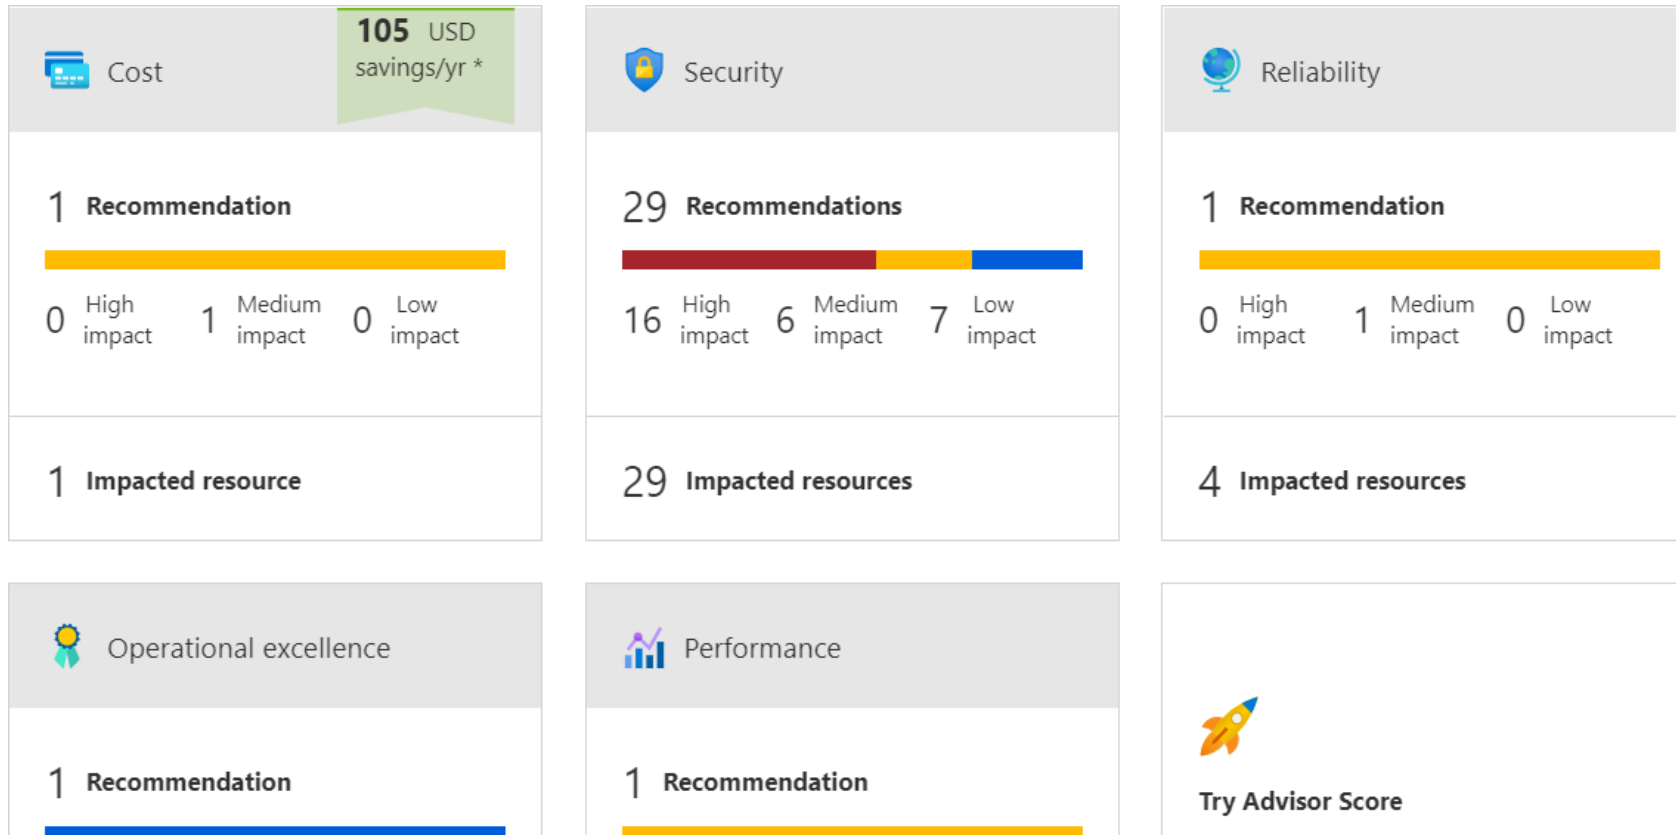 Cost
105 USD
savings/yr *
1 Recommendation
0 High impact 1 Medium impact 0 Low impact
1 Impacted resource
Security
29 Recommendations
16 High impact 6 Medium impact 7 Low impact
29 Impacted resources
Reliability
1 Recommendation
0 High impact 1 Medium impact 0 Low impact
4 Impacted resources
Operational excellence
1 Recommendation
Performance
1 Recommendation
Try Advisor Score